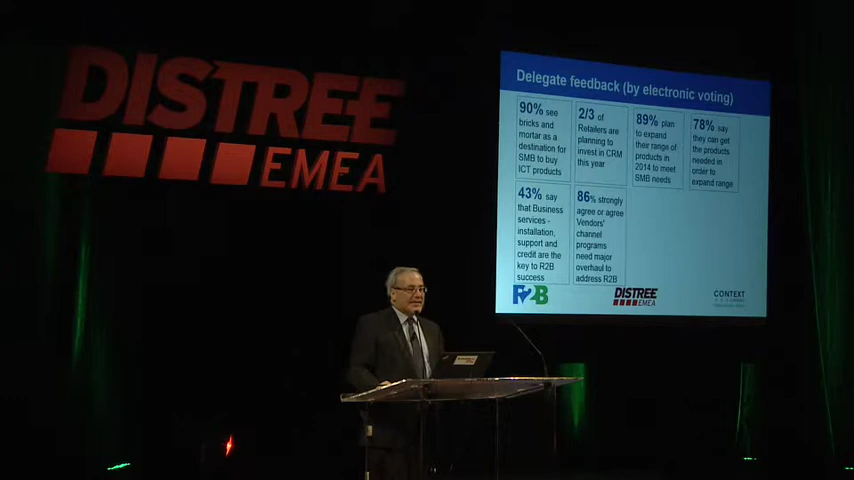 DISTREE
EMEA
Delegate feedback (by electronic voting)
90% see
bricks and
mortar as a
destination for
SMB to buy
ICT products
2/3 of
Retailers are
planning to
invest in CRM
this year
89% plan
to expand
their range of
products in
2014 to meet
SMB needs
78% say
they can get
the products
needed in
order to
expand range
43% say
that Business
services -
installation,
support and
credit are the
key to R2B
success
86% strongly
agree or agree
Vendors'
channel
programs
need major
overhaul to
address R2B
R2B
DISTREE
EMEA
CONTEXT